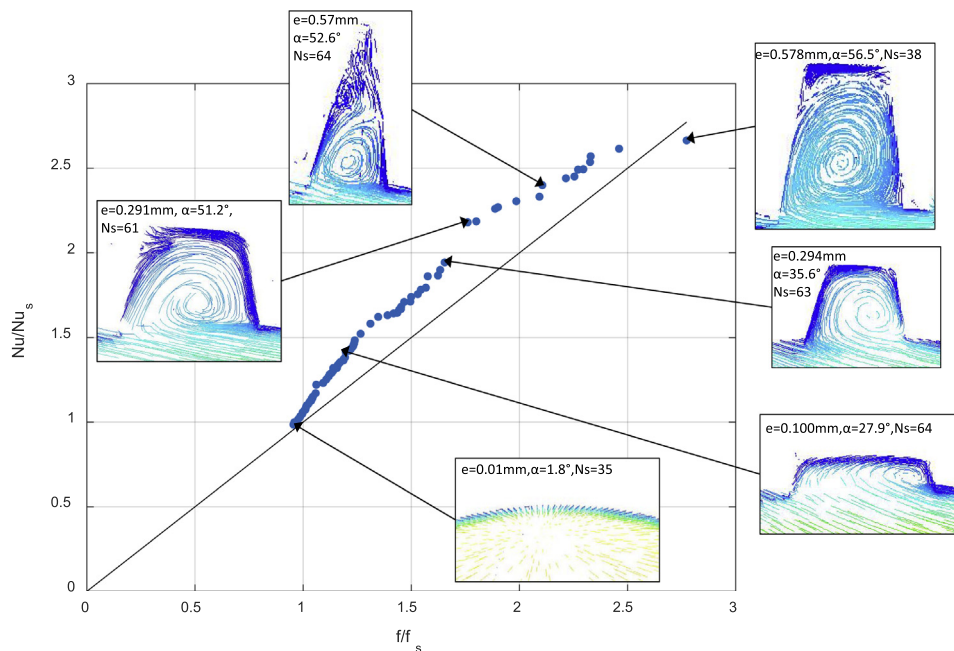 e=0.57mm
α=52.6°
Ns=64
e=0.578mm,α=56.5°,Ns=38
e=0.291mm, α=51.2°,
Ns=61
e=0.294mm
α=35.6°
Ns=63
e=0.100mm,α=27.9°,Ns=64
e=0.01mm,α=1.8°,Ns=35
3
2.5
2
1.5
1
0.5
0
Nu/Nu_s
0
0.5
1
1.5
2
2.5
3
f/f_s